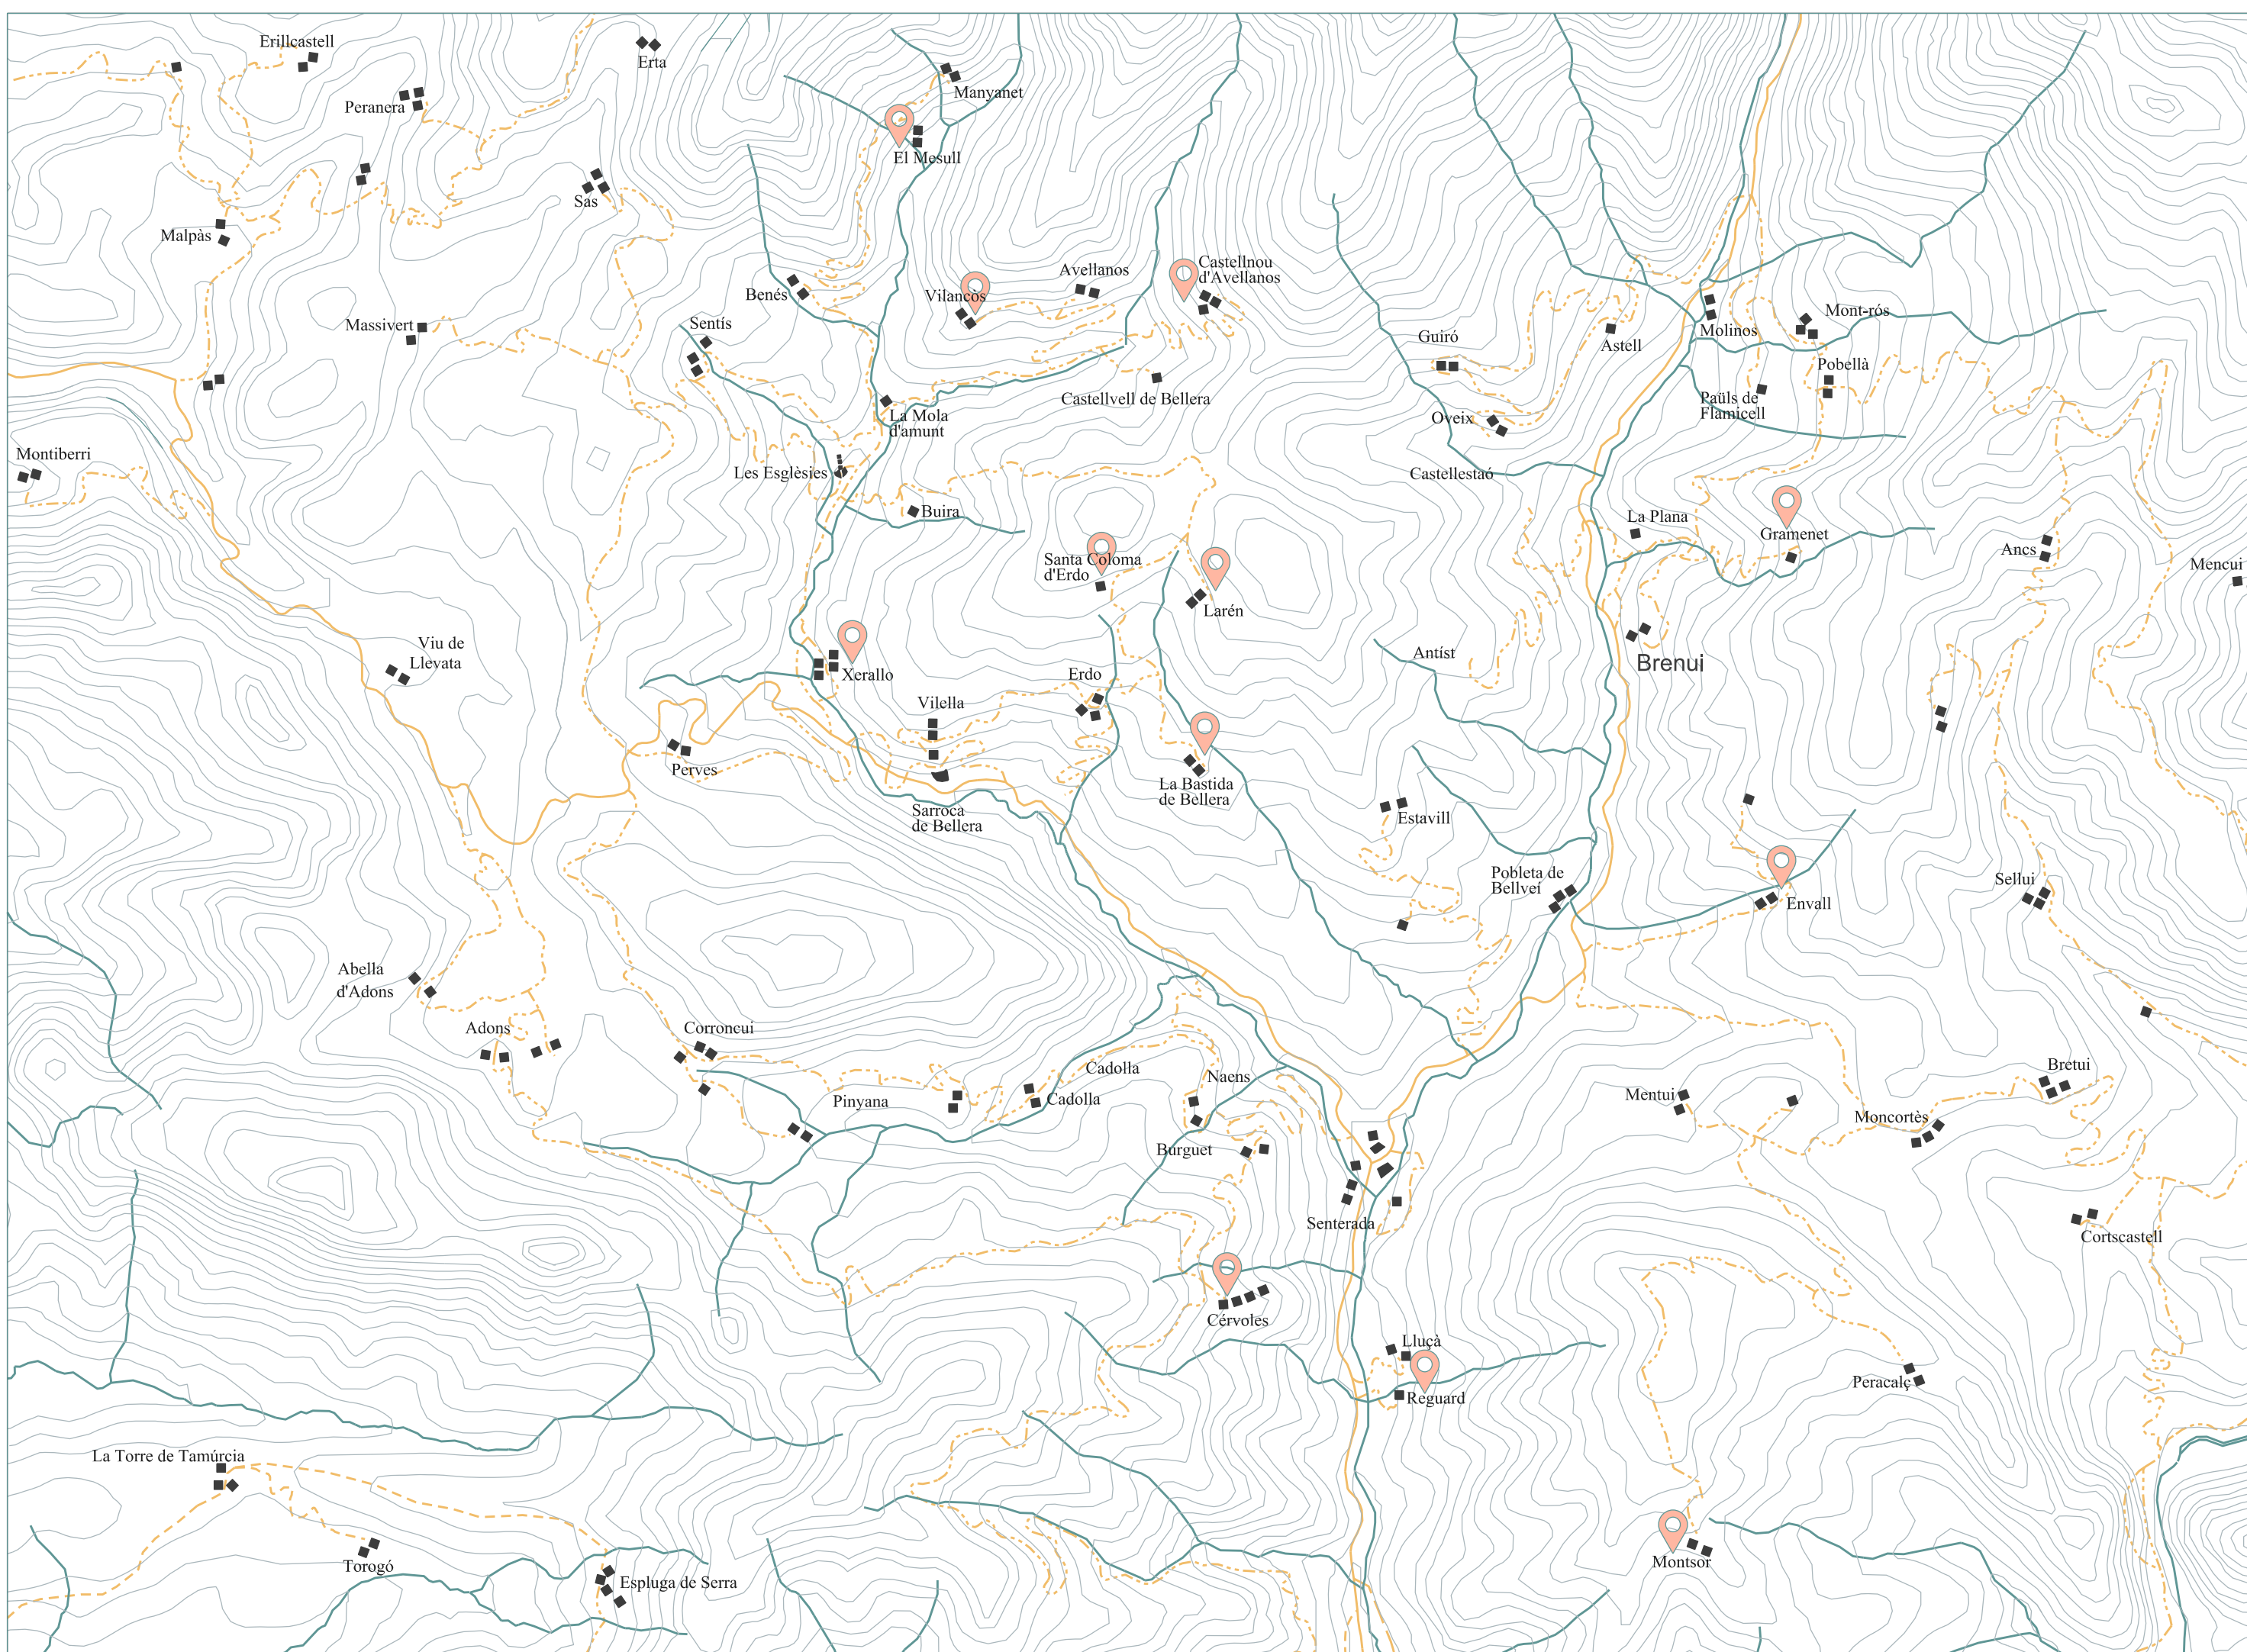 Erillcastell
Erta
Peranera
Manyanet
El Mesull
Sas
Malpàs
Castellnou
d'Avellanos
Avellanos
Benés
Vilancòs
Massivert
Sentís
Mont-rós
Molinos
Guiró
Astell
Pobellà
Castellvell de Bellera
Paüls de
Flamicell
La Mola
d'amunt
Oveix
Montiberri
Les Esglèsies
Castellestaó
Buira
La Plana
Gramenet
Ancs
Santa Coloma
d'Erdo
Mencui
Larén
Viu de
Llevata
Antíst
Brenui
Xerallo
Erdo
Vilella
Perves
La Bastida
de Bellera
Sarroca
de Bellera
Estavill
Pobleta de
Bellveí
Sellui
Envall
Abella
d'Adons
Adons
Corroncuí
Cadolla
Naens
Bretui
Mentui
Pinyana
Cadolla
Moncortès
Burguet
Senterada
Cortscastell
Cérvoles
Lluçà
Peracalç
Reguard
La Torre de Tamúrcia
Torogó
Montsor
Espluga de Serra